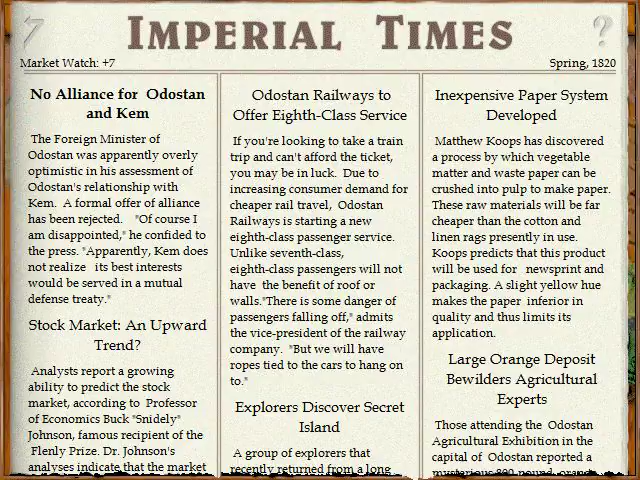 IMPERIAL TIMES
Market Watch: +7
Spring, 1820
No Alliance for Odostan
and Kem
The Foreign Minister of
Odostan was apparently overly
optimistic in his assessment of
Odostan's relationship with
Kem. A formal offer of alliance
has been rejected. "Of course I
am disappointed," he confided to
the press. "Apparently, Kem does
not realize its best interests
would be served in a mutual
defense treaty."
Stock Market: An Upward
Trend?
Analysts report a growing
ability to predict the stock
market, according to Professor
of Economics Buck "Snidely"
Johnson, famous recipient of the
Flenly Prize. Dr. Johnson's
analyses indicate that the market
Odostan Railways to
Offer Eighth-Class Service
If you're looking to take a train
trip and can't afford the ticket,
you may be in luck. Due to
increasing consumer demand for
cheaper rail travel, Odostan
Railways is starting a new
eighth-class passenger service.
Unlike seventh-class,
eighth-class passengers will not
have the benefit of roof or
walls."There is some danger of
passengers falling off," admits
the vice-president of the railway
company. "But we will have
ropes tied to the cars to hang on
to."
Explorers Discover Secret
Island
A group of explorers that
recently returned from a long
Inexpensive Paper System
Developed
Matthew Koops has discovered
a process by which vegetable
matter and waste paper can be
crushed into pulp to make paper.
These raw materials will be far
cheaper than the cotton and
linen rags presently in use.
Koops predicts that this product
will be used for newsprint and
packaging. A slight yellow hue
makes the paper inferior in
quality and thus limits its
application.
Large Orange Deposit
Bewilders Agricultural
Experts
Those attending the Odostan
Agricultural Exhibition in the
capital of Odostan reported a
mysterious 800 pound orange